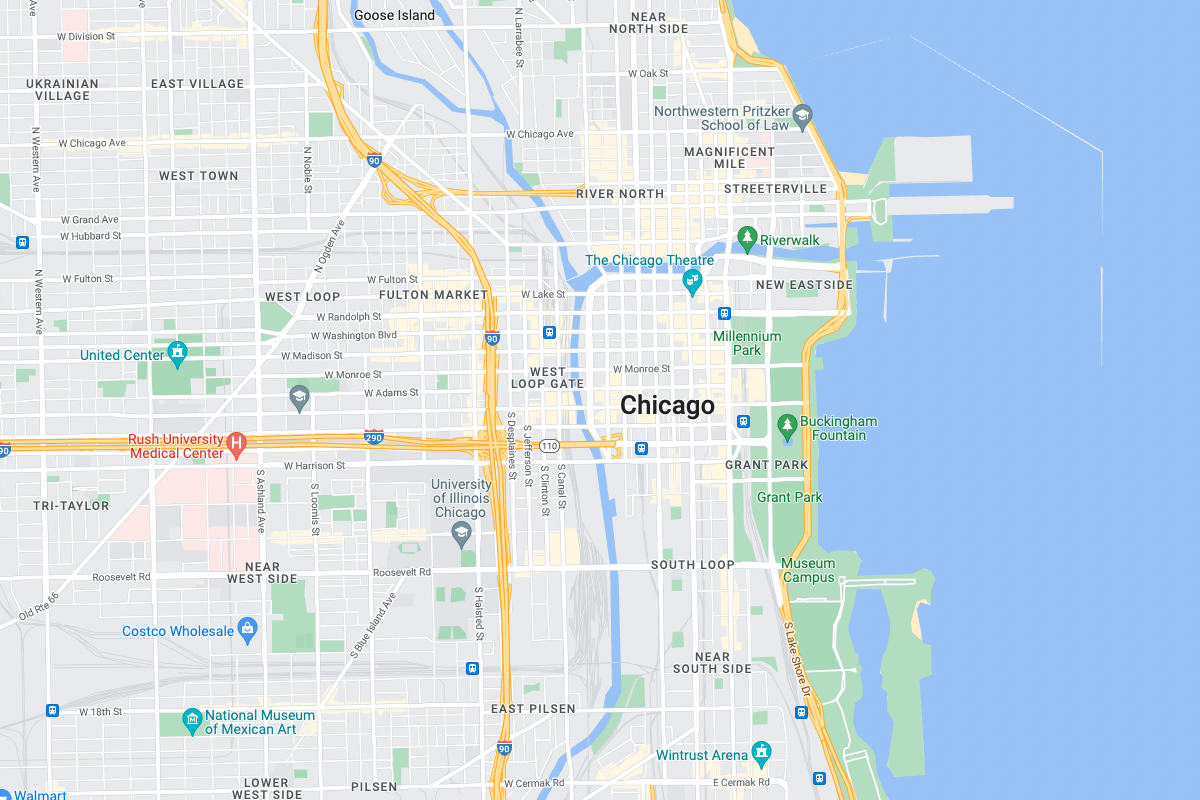 Goose Island
NEAR
NORTH SIDE
W Division St
N Larrabee St
Ave
W Oak St
UKRAINIAN
VILLAGE
EAST VILLAGE
Northwestern Pritzker
School of Law
W Chicago Ave
W Chicago Ave
N Western Ave
N Noble St
MAGNIFICENT
MILE
90
WEST TOWN
RIVER NORTH
STREETERVILLE
W Grand Ave
W Hubbard St
N Ogden Ave
Riverwalk
The Chicago Theatre
W Fulton St
W Fulton St
N Western Ave
WEST LOOP
FULTON MARKET
W Lake St
NEW EASTSIDE
W Randolph St
W Washington Blvd
90
Millennium
Park
United Center
W Madison St
W Monroe St
W Monroe St
WEST
LOOP GATE
W Adams St
Chicago
Buckingham
Fountain
Rush University
Medical Center
H
290
90
110
S Desplaines St
S Jefferson St
S Clinton St
S Canal St
W Harrison St
GRANT PARK
S Ashland Ave
S Loomis St
University
of Illinois
Chicago
Grant Park
TRI-TAYLOR
NEAR
WEST SIDE
Roosevelt Rd
Roosevelt Rd
SOUTH LOOP
Museum
Campus
Old Rte 66
S Halsted St
S Blue Island Ave
Costco Wholesale
S Lake Shore Dr
NEAR
SOUTH SIDE
W 18th St
National Museum
of Mexican Art
EAST PILSEN
90
Wintrust Arena
LOWER
WEST SIDE
PILSEN
W Cermak Rd
E Cermak Rd
Walmart